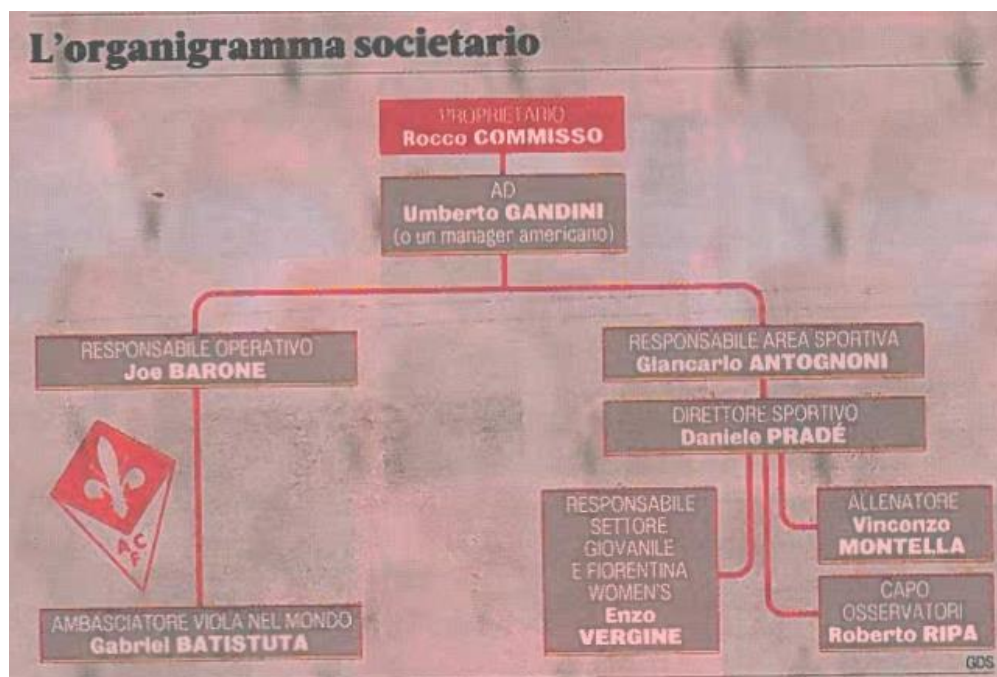 L'organigramma societario
PROPRIETARIO
Rocco COMMISSO
AD
Umberto GANDINI
(o un manager americano)
RESPONSABILE OPERATIVO
Joe BARONE
RESPONSABILE AREA SPORTIVA
Giancarlo ANTOGNONI
DIRETTORE SPORTIVO
Daniele PRADÉ
RESPONSABILE
SETTORE
GIOVANILE
E FIORENTINA
WOMEN'S
Enzo
VERGINE
ALLENATORE
Vincenzo
MONTELLA
CAPO
OSSERVATORI
Roberto RIPA
ACF
AMBASCIATORE VIOLA NEL MONDO
Gabriel BATISTUTA
GDS